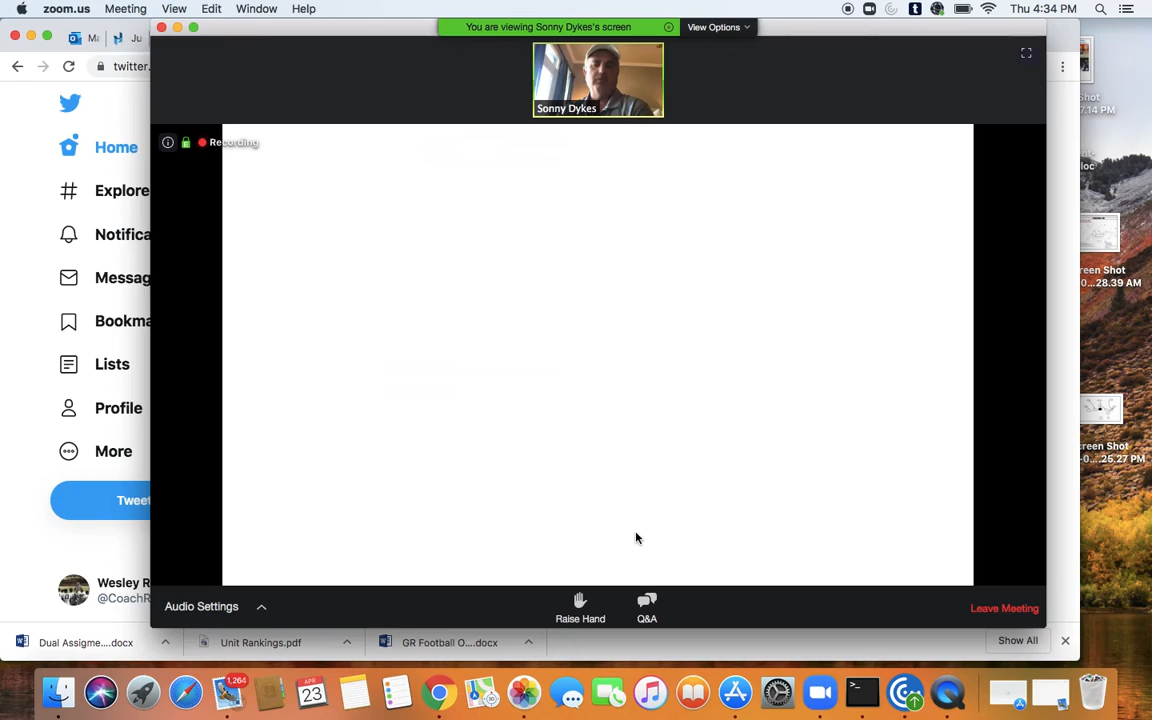 zoom.us Meeting View Edit Window Help Thu 4:34 PM
You are viewing Sonny Dykes's screen View Options
twitter.
Sonny Dykes
Recording
Home
Explore
Notifica
Messag
Bookma
Lists
Profile
More
Tweet
Wesley R
@CoachR
Shot
7.14 PM
reen Shot
0...28.39 AM
reen Shot
-0....25.27 PM
Audio Settings
Raise Hand
Q&A
Leave Meeting
Dual Assigme....docx
Unit Rankings.pdf
GR Football O....docx
Show All
1,264
APR
23